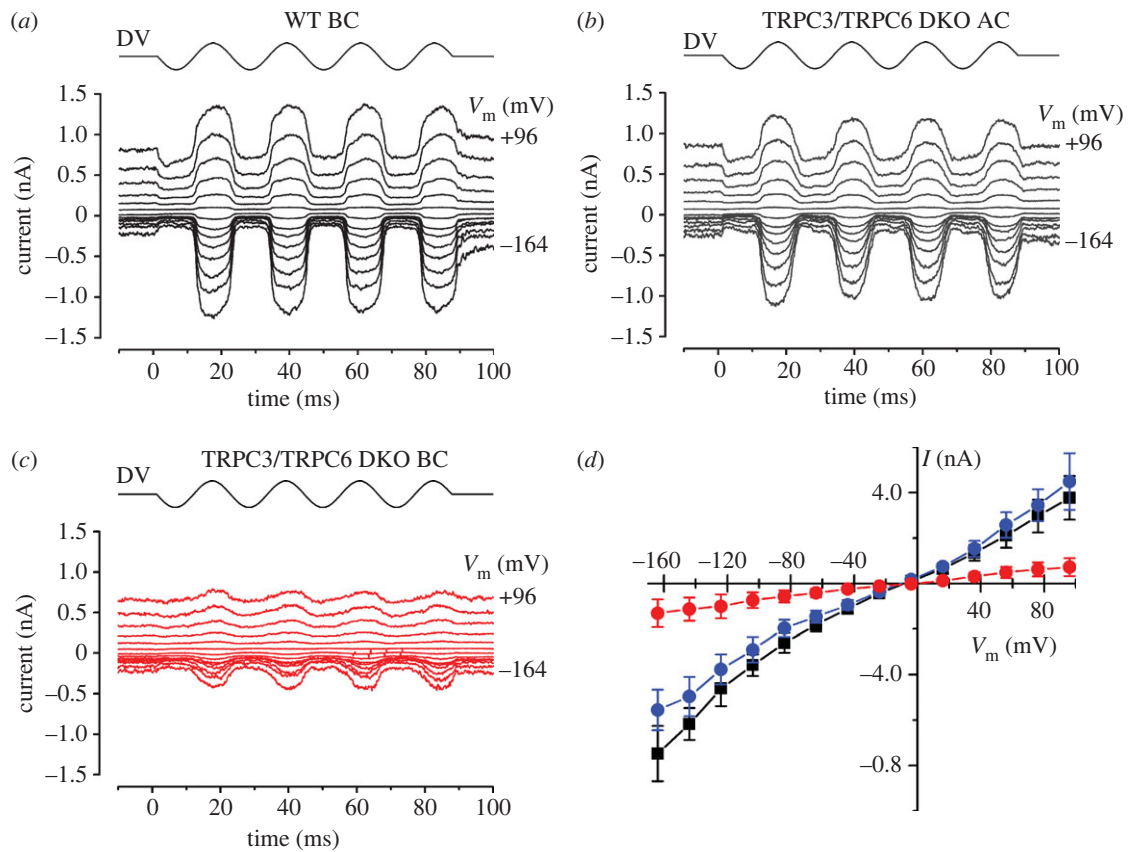 (a) WT BC
DV
1.5
1.0
0.5
0
–0.5
–1.0
–1.5
current (nA)
Vm (mV)
+96
–164
0 20 40 60 80 100
time (ms)
(b) TRPC3/TRPC6 DKO AC
DV
1.5
1.0
0.5
0
–0.5
–1.0
–1.5
current (nA)
Vm (mV)
+96
–164
0 20 40 60 80 100
time (ms)
(c) TRPC3/TRPC6 DKO BC
DV
1.5
1.0
0.5
0
–0.5
–1.0
–1.5
current (nA)
Vm (mV)
+96
–164
0 20 40 60 80 100
time (ms)
(d)
I (nA)
4.0
–160 –120 –80 –40
40 80
Vm (mV)
–4.0
–0.8